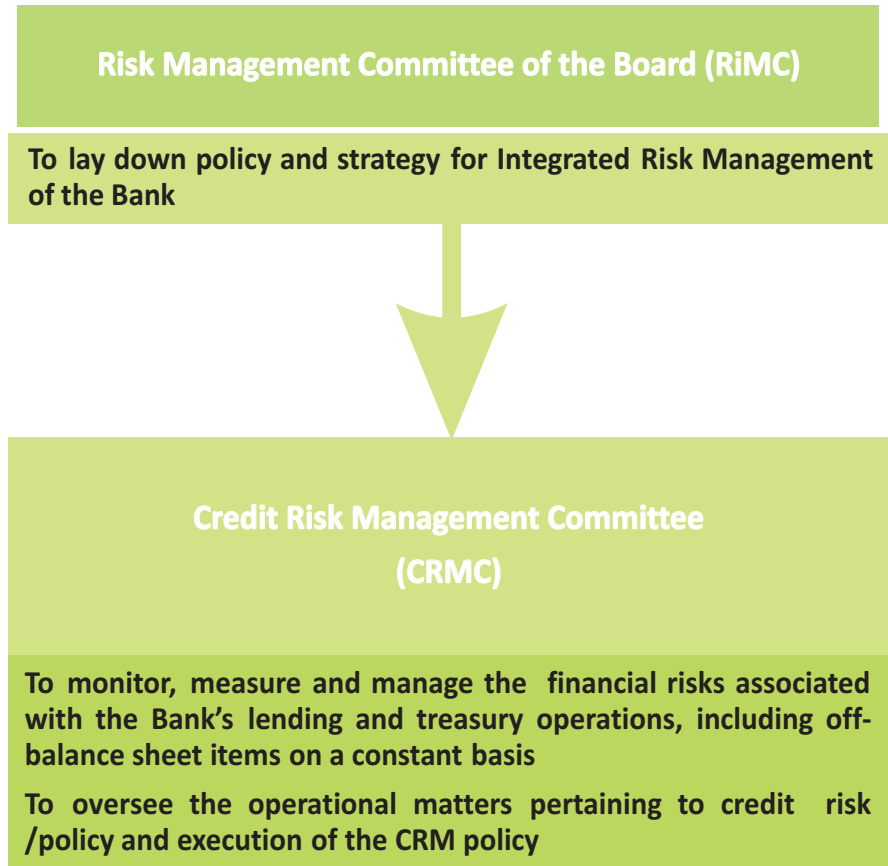 Risk Management Committee of the Board (RiMC)
To lay down policy and strategy for Integrated Risk Management
of the Bank
Credit Risk Management Committee
(CRMC)
To monitor, measure and manage the financial risks associated
with the Bank’s lending and treasury operations, including off-
balance sheet items on a constant basis
To oversee the operational matters pertaining to credit risk
/policy and execution of the CRM policy